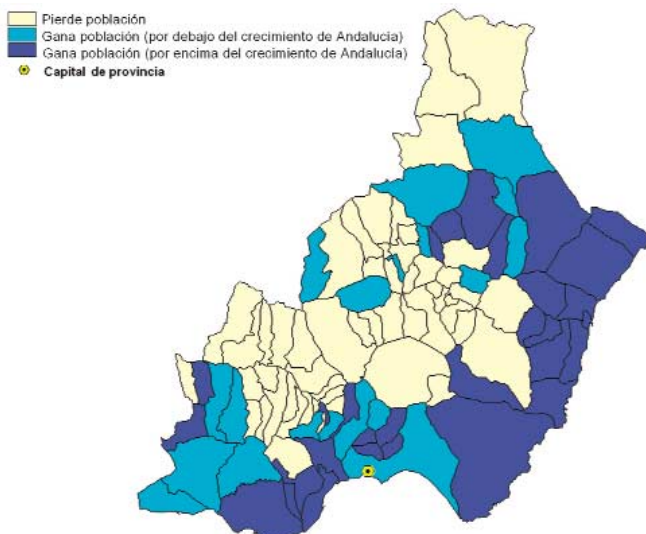 Pierde población
Gana población (por debajo del crecimiento de Andalucía)
Gana población (por encima del crecimiento de Andalucía)
Capital de provincia